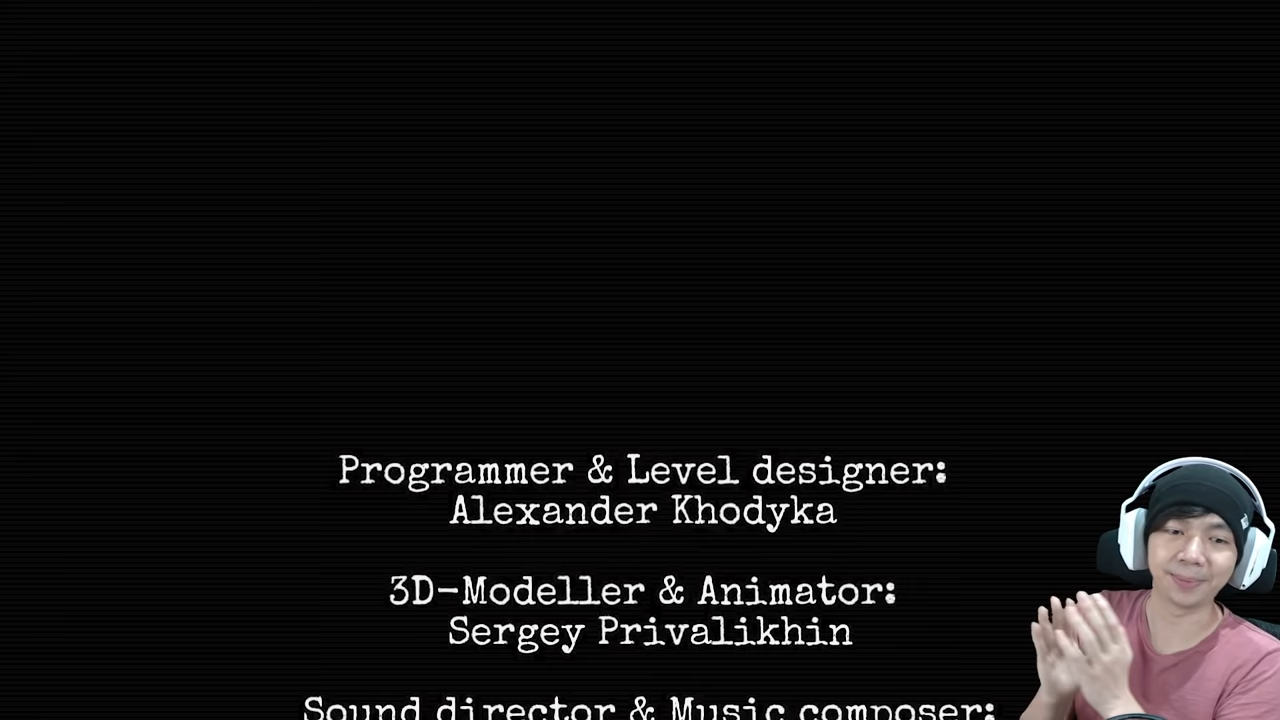 Programmer & Level designer:
Alexander Khodyka
3D-Modeller & Animator:
Sergey Privalikhin
Sound director & Music composer: